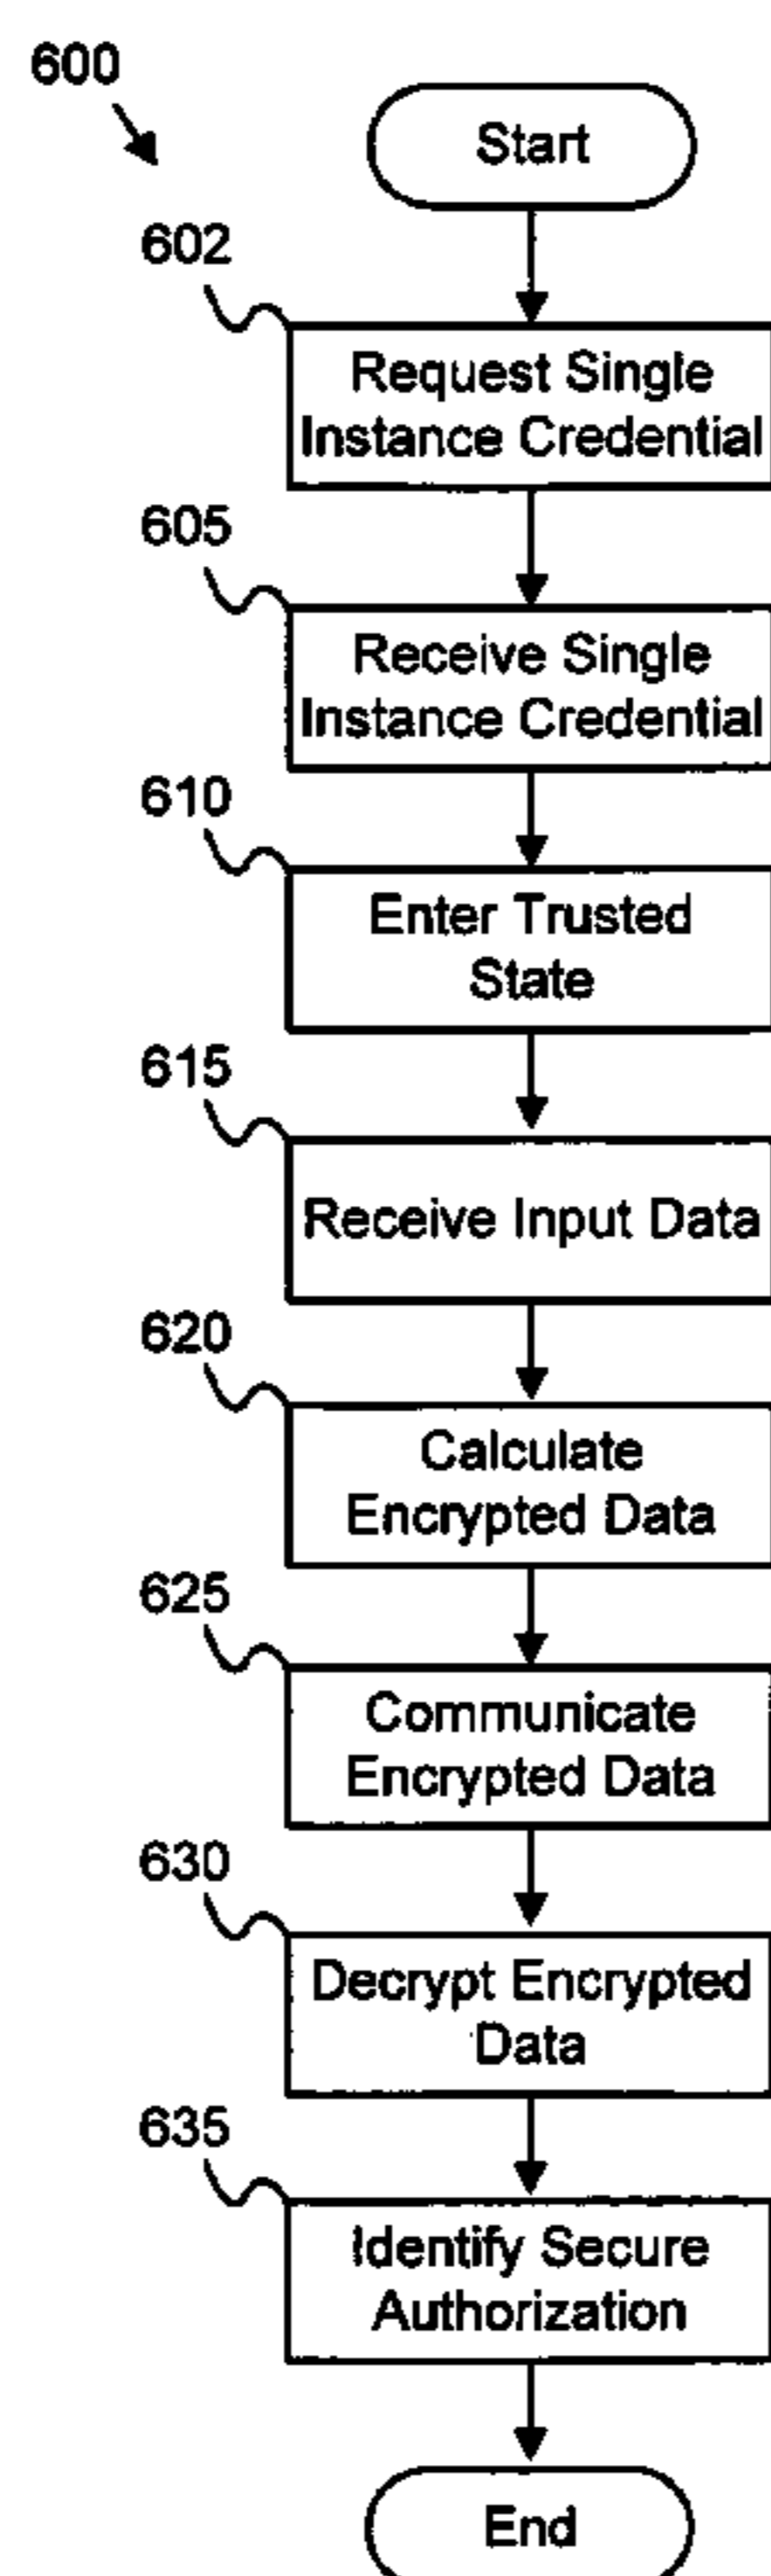 600
Start
602
Request Single
Instance Credential
605
Receive Single
Instance Credential
610
Enter Trusted
State
615
Receive Input Data
620
Calculate
Encrypted Data
625
Communicate
Encrypted Data
630
Decrypt Encrypted
Data
635
Identify Secure
Authorization
End